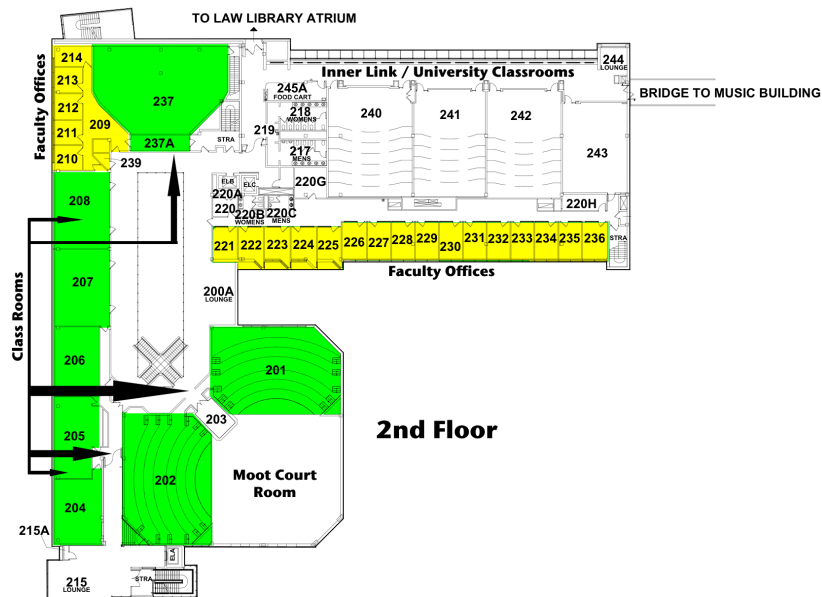 TO LAW LIBRARY ATRIUM
Faculty Offices
214
213
212
211
210
209
237
237A
239
STRA
219
245A
FOOD CART
218
WOMENS
217
MENS
220G
Inner Link / University Classrooms
240
241
242
243
244
LOUNGE
BRIDGE TO MUSIC BUILDING
ELB
ELC
220A
220
220B
WOMENS
220C
MENS
220H
STRA
221
222
223
224
225
226
227
228
229
230
231
232
233
234
235
236
Faculty Offices
Class Rooms
208
207
206
205
204
200A
LOUNGE
201
203
202
Moot Court
Room
2nd Floor
215A
215
LOUNGE
STRA
ELA